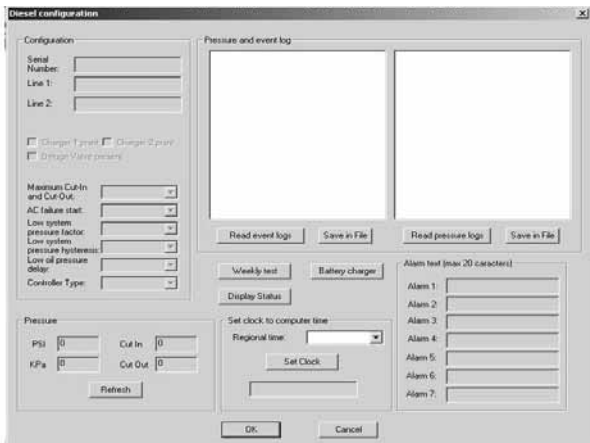 Diesel configuration
Configuration
Serial
Number:
Line 1:
Line 2:
Charger 1 print
Charger 2 print
Deluge Valve present
Maximum Cut-In
and Cut-Out:
AC failure start:
Low system
pressure factor:
Low system
pressure hysteresis:
Low oil pressure
delay:
Controller Type:
Pressure and event log
Read event logs
Save in File
Read pressure logs
Save in File
Weekly test
Battery charger
Display Status
Pressure
PSI 0
Cut In 0
KPa 0
Cut Out 0
Refresh
Set clock to computer time
Regional time:
Set Clock
Alarm text (max 20 caracters)
Alarm 1:
Alarm 2:
Alarm 3:
Alarm 4:
Alarm 5:
Alarm 6:
Alarm 7:
OK
Cancel